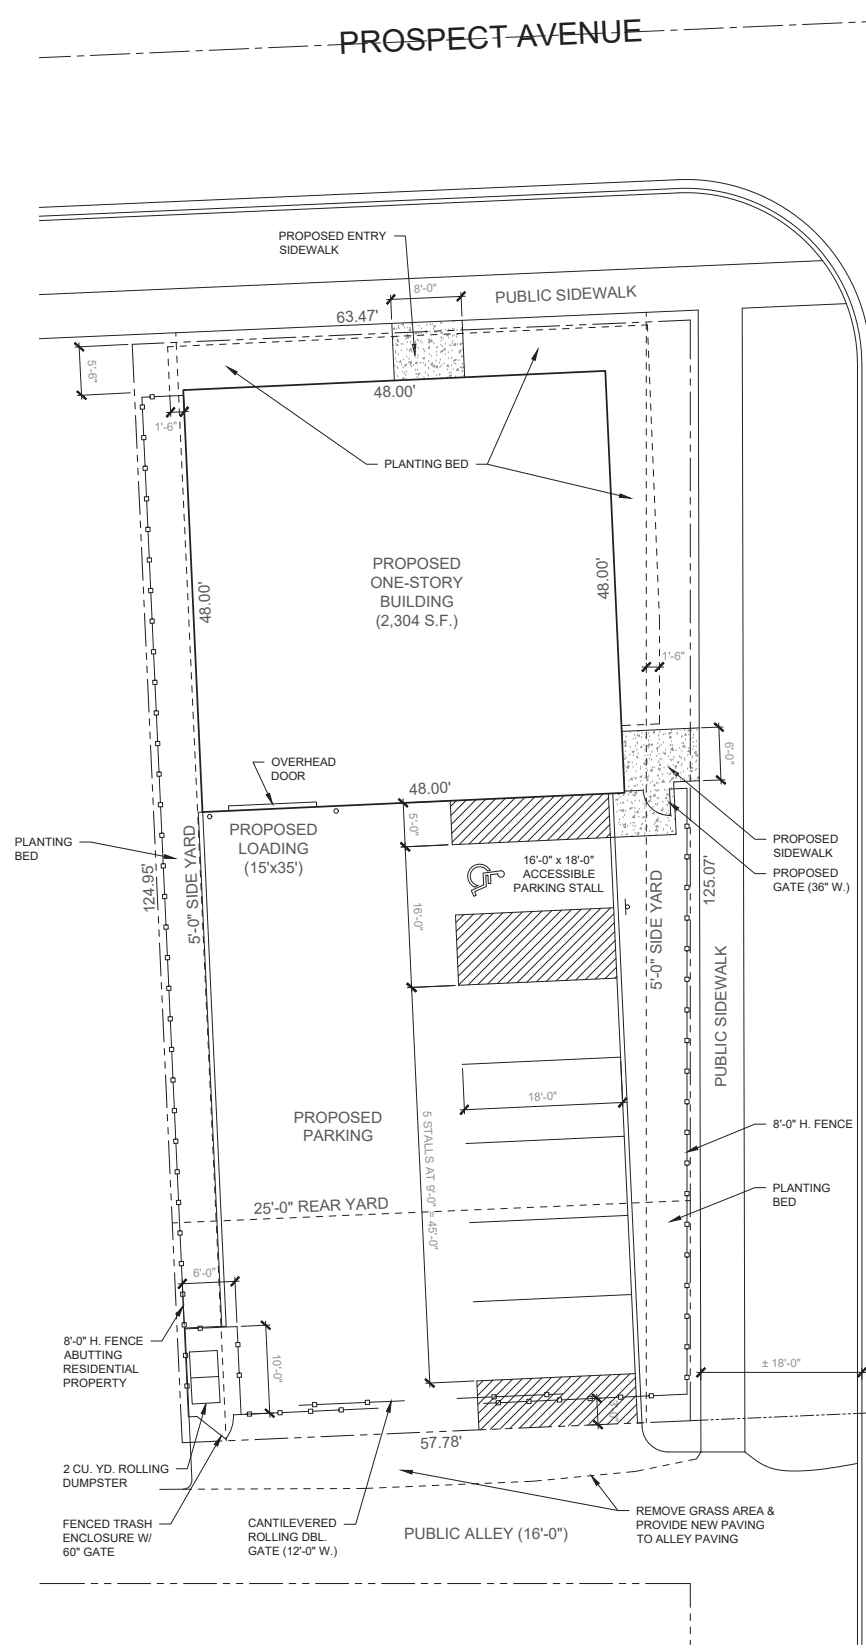 PROSPECT AVENUE
PROPOSED ENTRY
SIDEWALK
8'-0"
PUBLIC SIDEWALK
63.47'
5'-6"
48.00'
1'-6"
PLANTING BED
PROPOSED
ONE-STORY
BUILDING
(2,304 S.F.)
48.00'
48.00'
1'-6"
6'-0"
OVERHEAD
DOOR
48.00'
PROPOSED
LOADING
(15'x35')
5'-0"
PLANTING
BED
124.95'
5'-0" SIDE YARD
16'-0" x 18'-0"
ACCESSIBLE
PARKING STALL
16'-0"
5'-0" SIDE YARD
125.07'
PROPOSED
SIDEWALK
PROPOSED
GATE (36" W.)
PUBLIC SIDEWALK
18'-0"
PROPOSED
PARKING
5 STALLS AT 9'-0" = 45'-0"
8'-0" H. FENCE
PLANTING
BED
25'-0" REAR YARD
6'-0"
8'-0" H. FENCE
ABUTTING
RESIDENTIAL
PROPERTY
10'-0"
± 18'-0"
3'-0"
57.78'
2 CU. YD. ROLLING
DUMPSTER
FENCED TRASH
ENCLOSURE W/
60" GATE
CANTILEVERED
ROLLING DBL.
GATE (12'-0" W.)
PUBLIC ALLEY (16'-0")
REMOVE GRASS AREA &
PROVIDE NEW PAVING
TO ALLEY PAVING